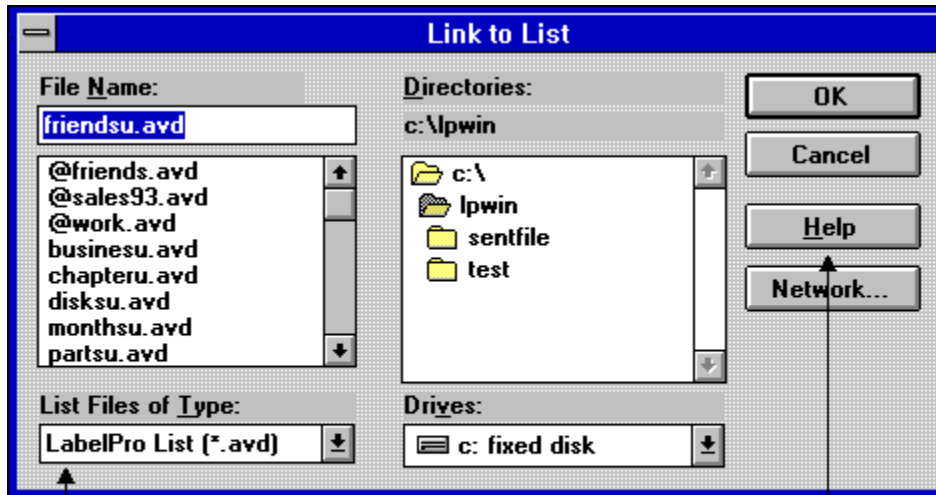 Link to List
File Name:
friendsu.avd
@friends.avd
@sales93.avd
@work.avd
businesu.avd
chapteru.avd
disksu.avd
monthsu.avd
partsu.avd
List Files of Type:
LabelPro List (*.avd)
Directories:
c:\lpwin
c:\
lpwin
sentfile
test
Drives:
c: fixed disk
OK
Cancel
Help
Network...